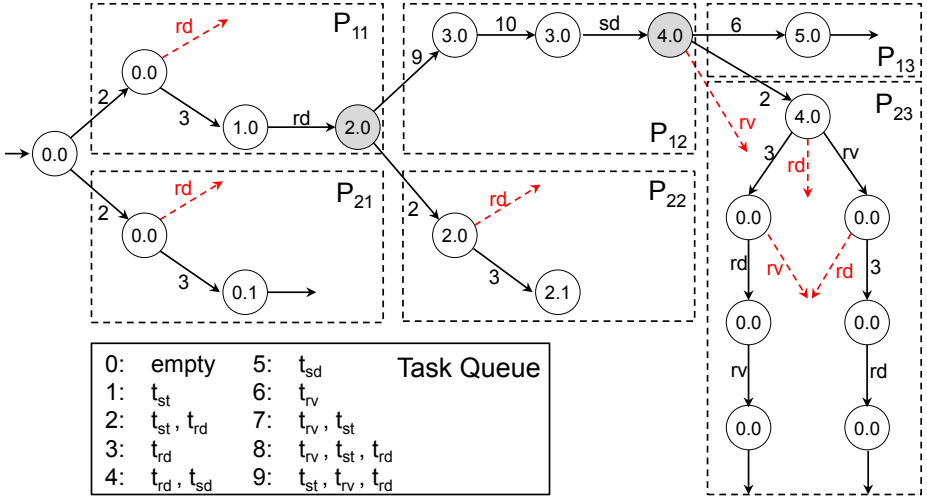 rd
P11
9
3.0
10
3.0
sd
4.0
6
5.0
P13
0.0
2
3
1.0
rd
2.0
P12
rv
2
4.0
P23
0.0
2
rd
P21
0.0
3
0.1
2
rd
P22
2.0
3
2.1
3
rd
rv
0.0
0.0
rd
rv
rd
3
0.0
0.0
rv
rd
0.0
0.0
Task Queue
0: empty
1: tst
2: tst , trd
3: trd
4: trd , tsd
5: tsd
6: trv
7: trv , tst
8: trv , tst , trd
9: tst , trv , trd